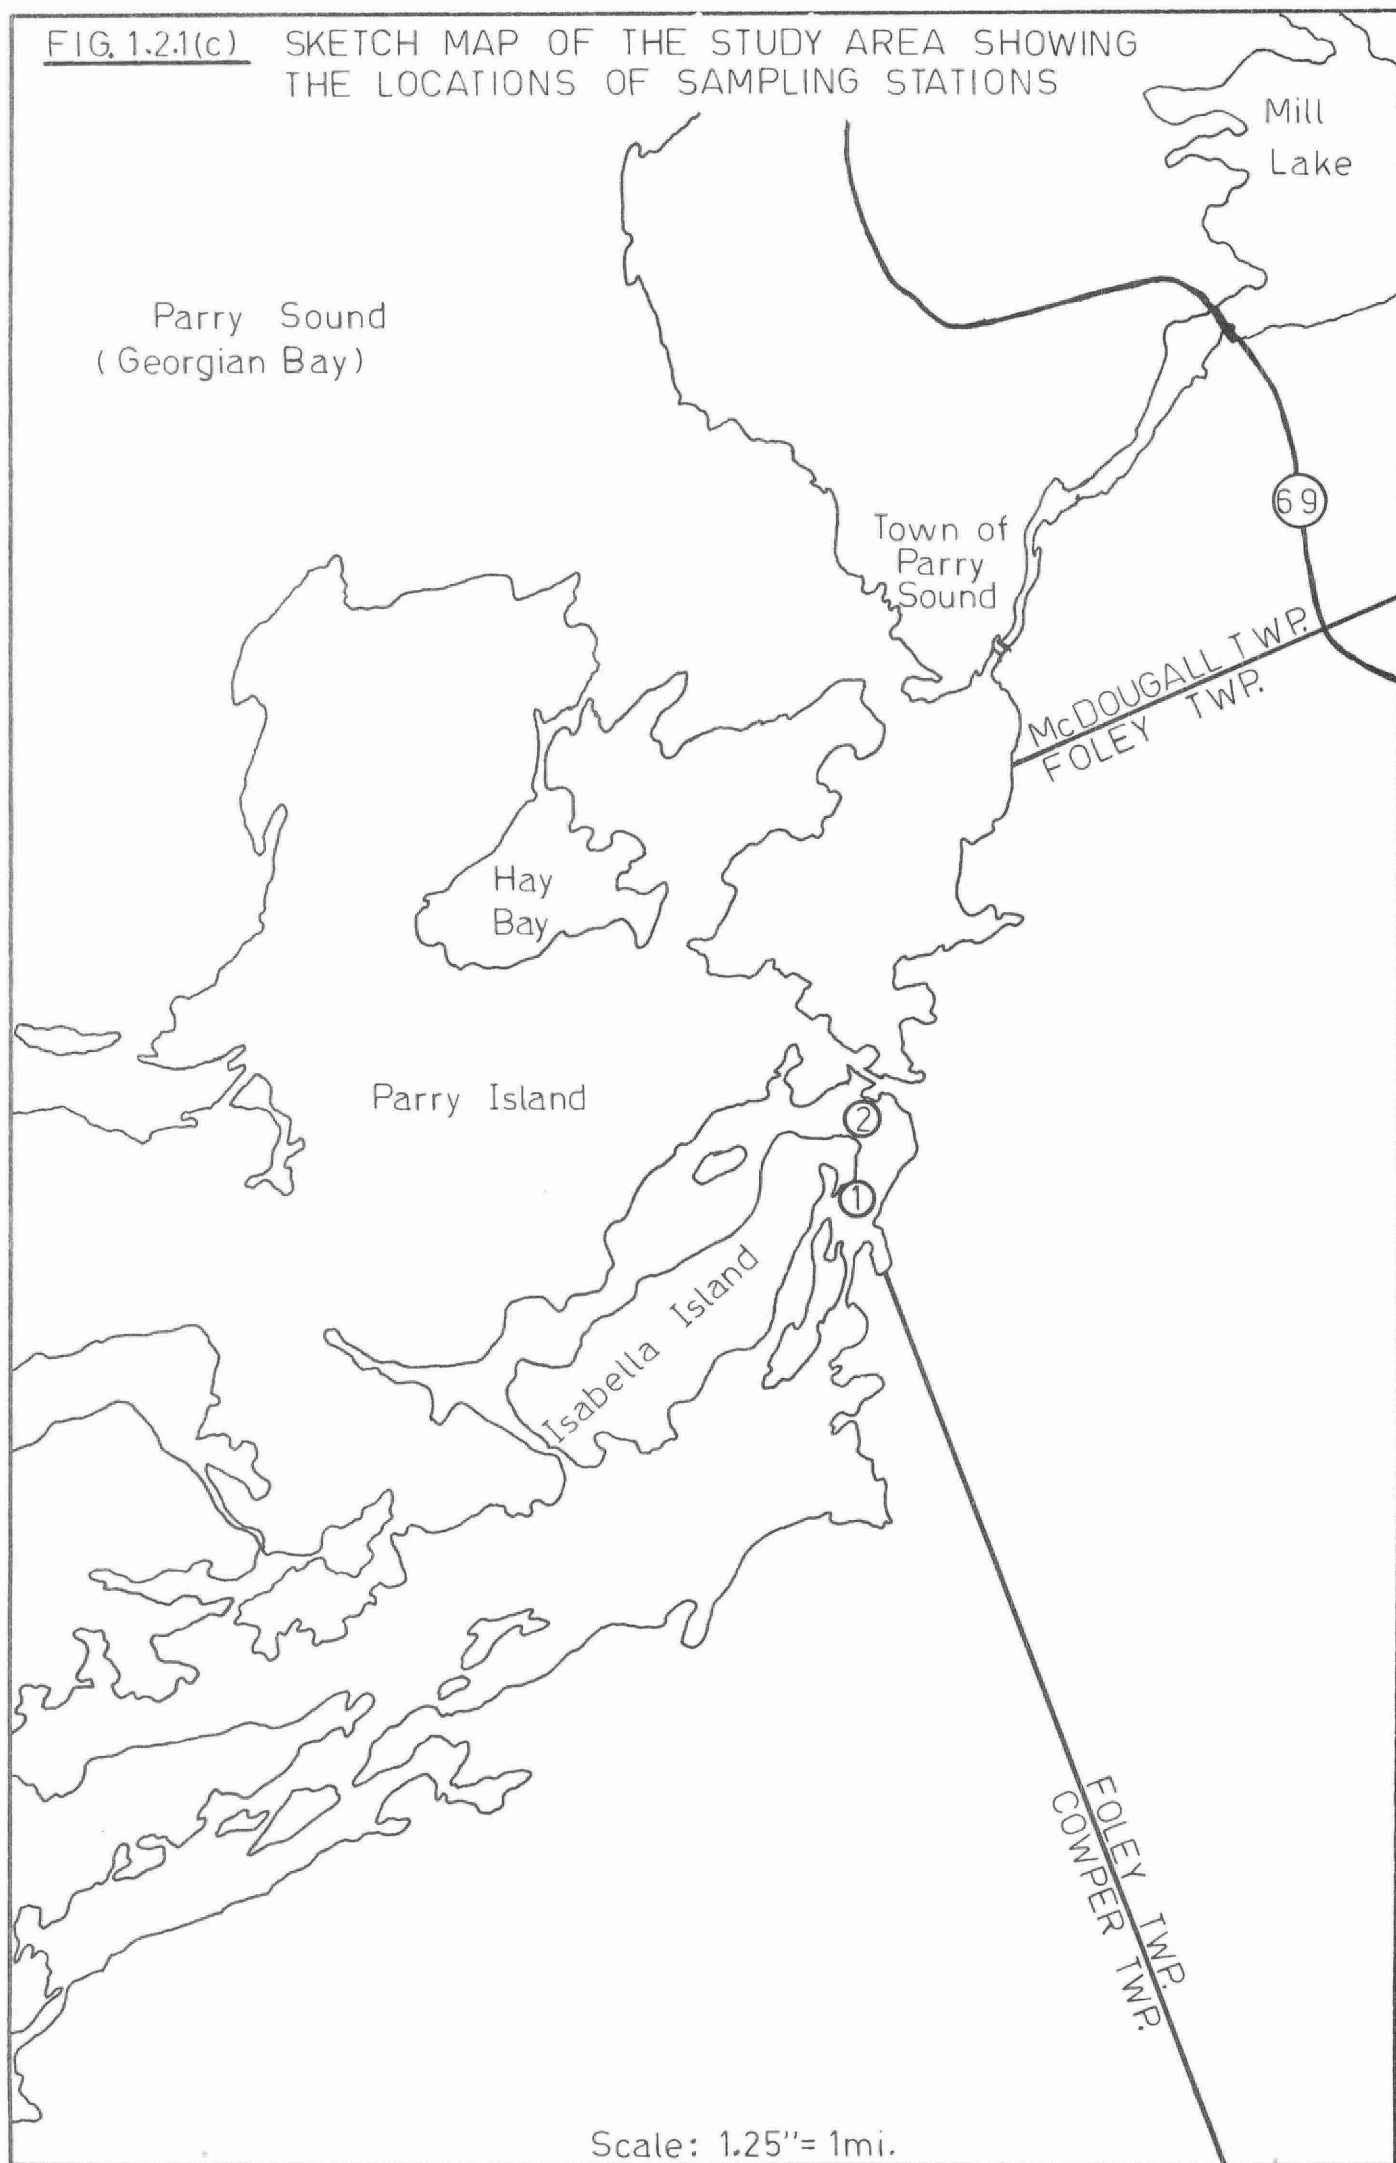 FIG. 1.2.1(c) SKETCH MAP OF THE STUDY AREA SHOWING
THE LOCATIONS OF SAMPLING STATIONS
Mill
Lake
Parry Sound
(Georgian Bay)
69
Town of
Parry
Sound
McDOUGALL TWP.
FOLEY TWP.
Hay
Bay
Parry Island
2
1
Isabella Island
FOLEY TWP.
COWPER TWP.
Scale: 1.25"= 1mi.